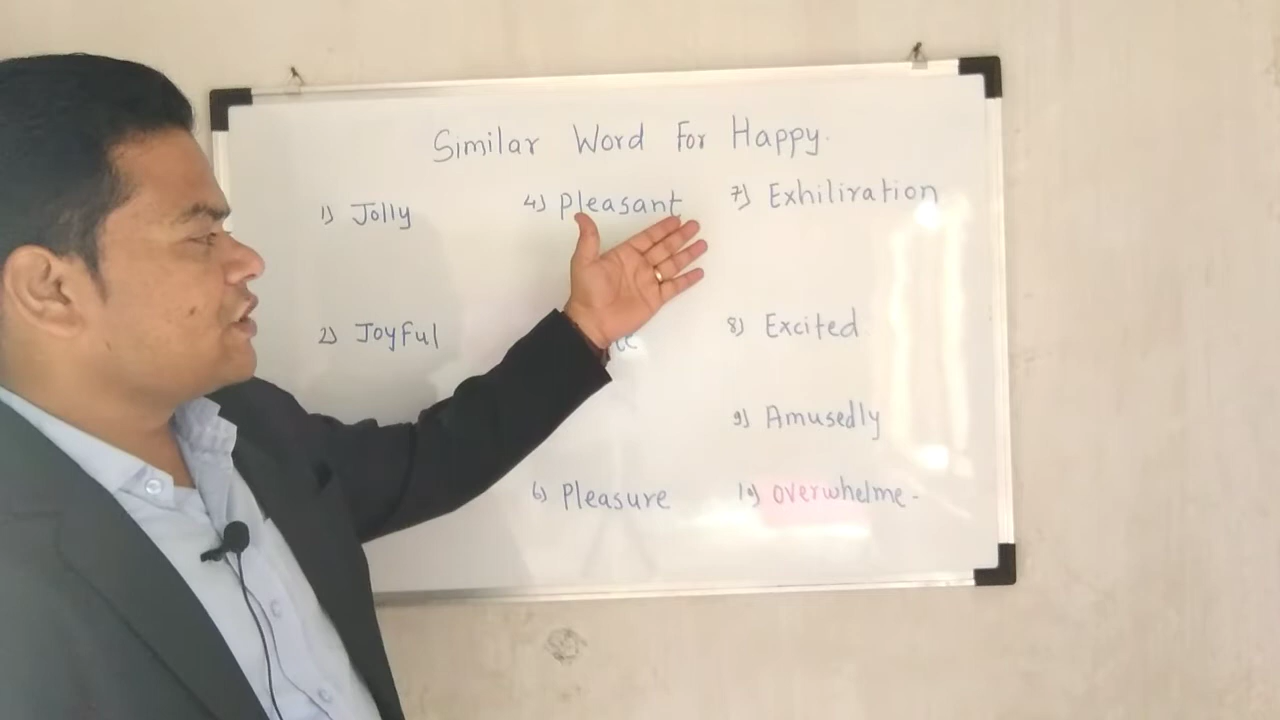 Similar Word For Happy.
1) Jolly
2) Joyful
4) Pleasant
6) Pleasure
7) Exhiliration
8) Excited
9) Amusedly
10) overwhelme-